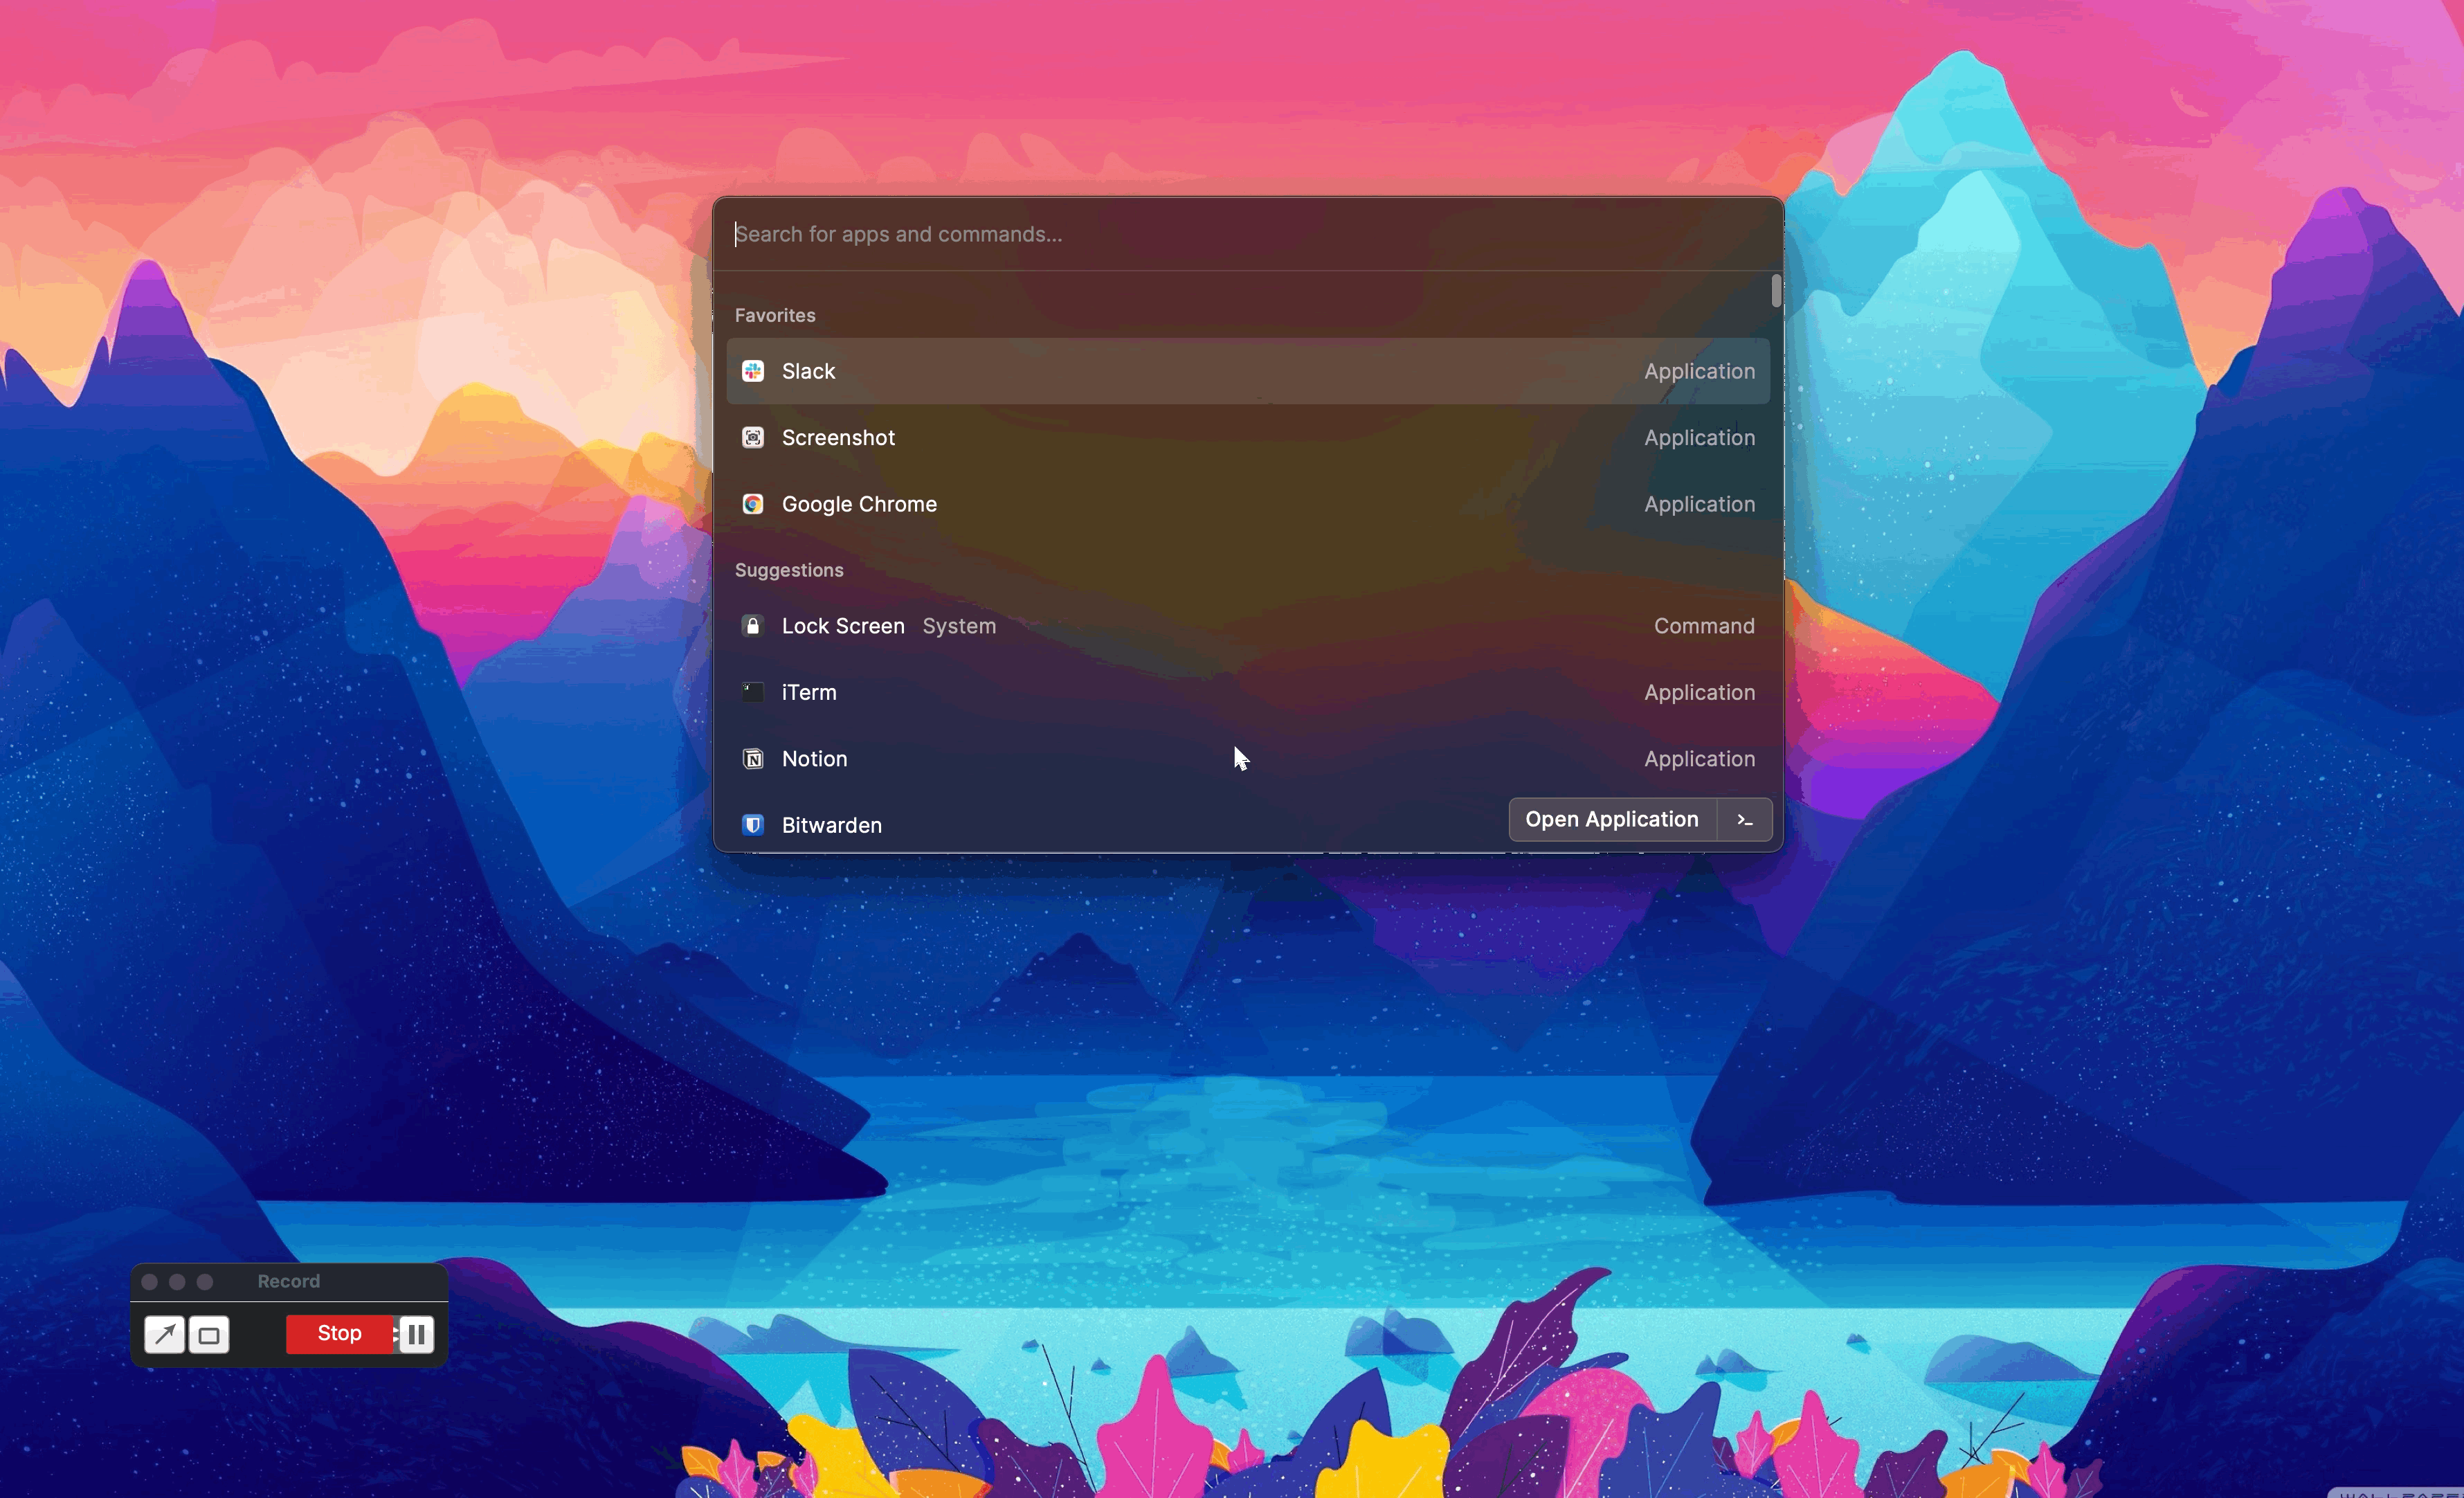 Search for apps and commands...
Favorites
Slack Application
Screenshot Application
Google Chrome Application
Suggestions
Lock Screen System Command
iTerm Application
Notion Application
Bitwarden
Open Application >_
Record
Stop